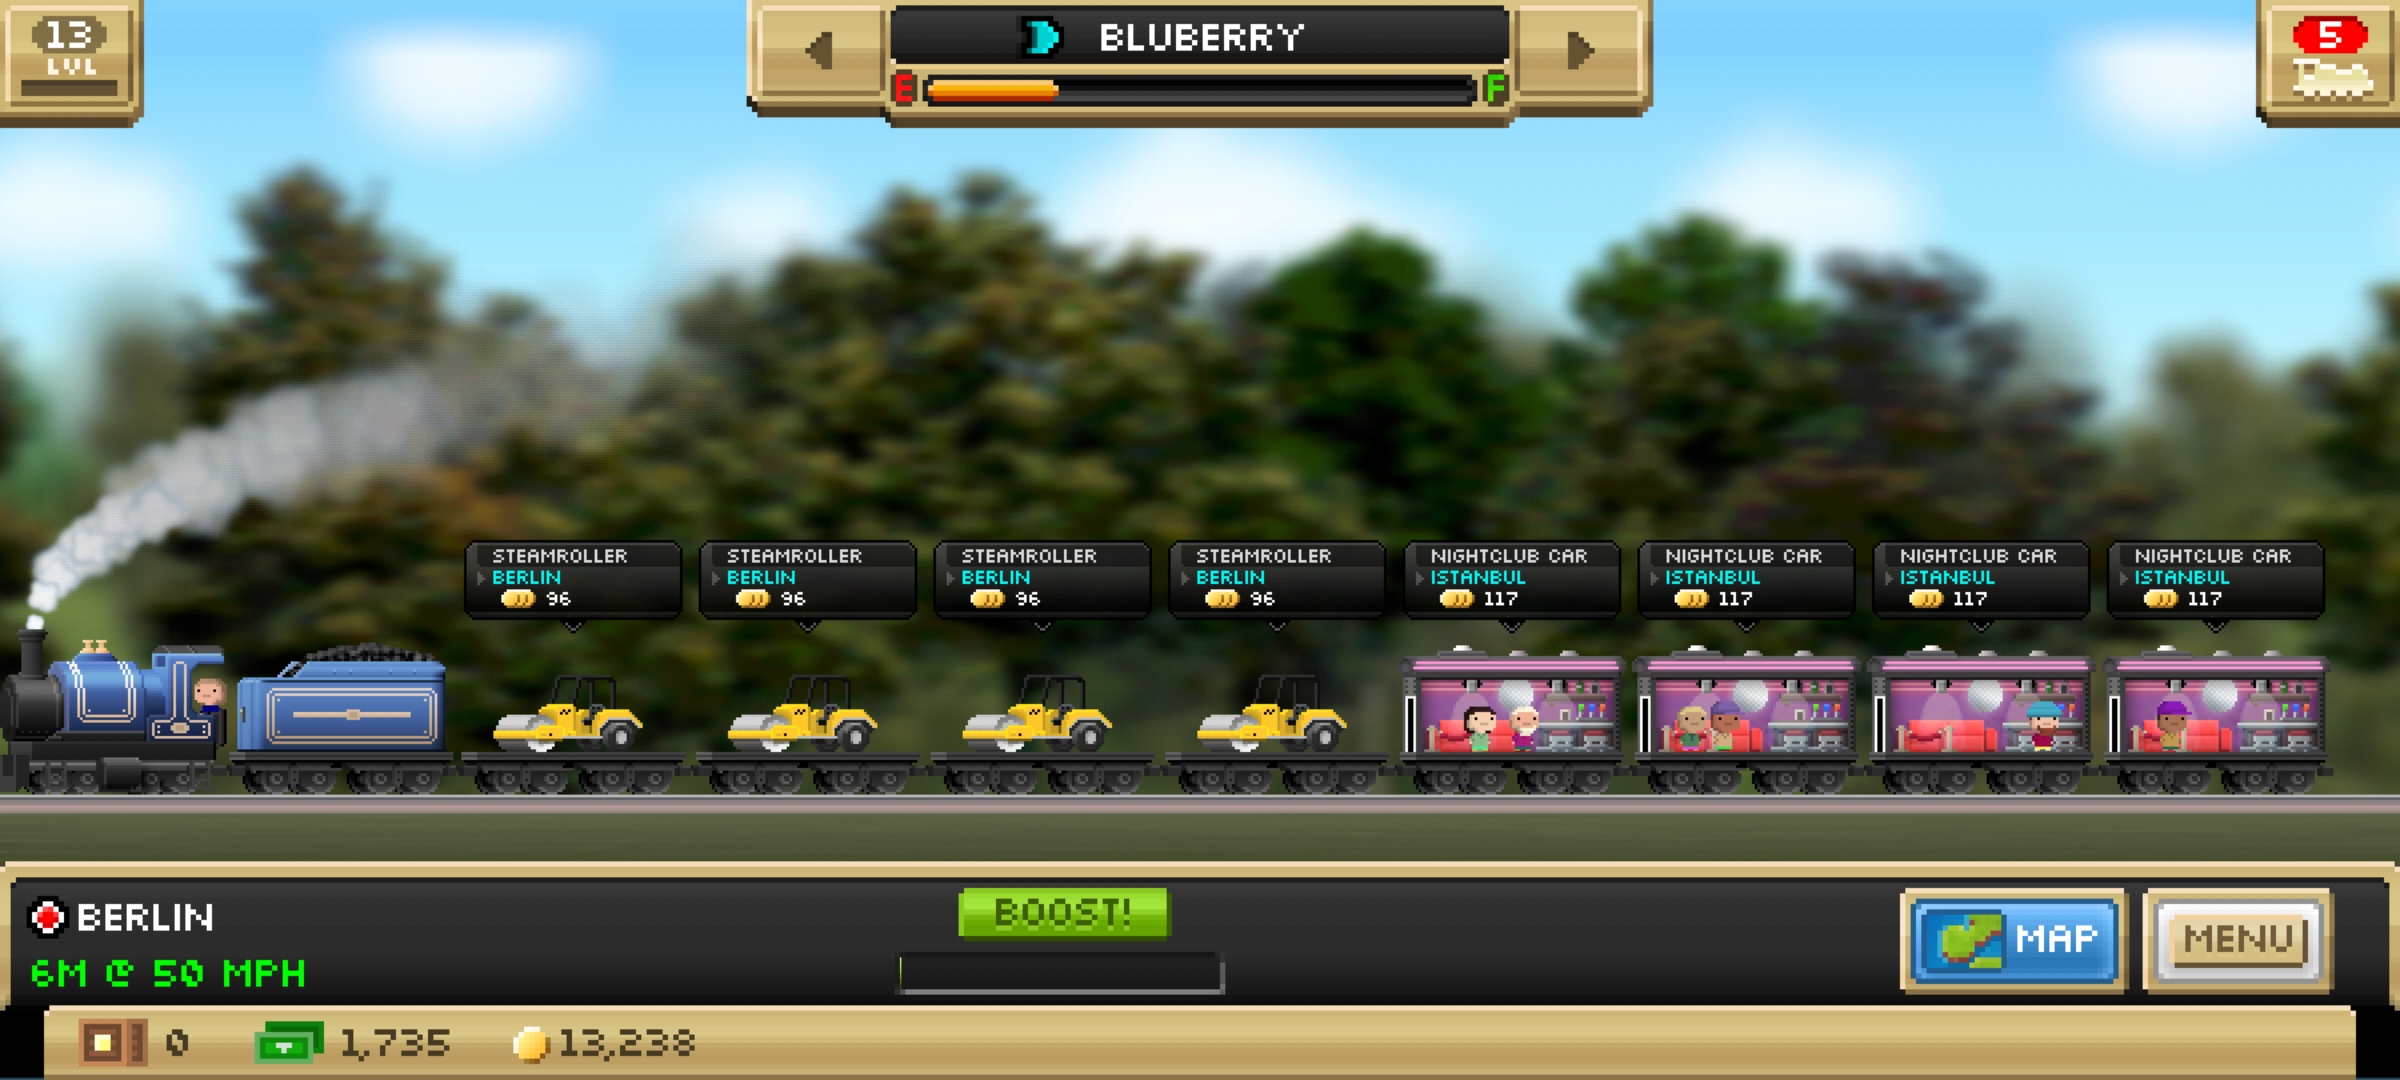 13
LVL
BLUBERRY
E F
5
STEAMROLLER
BERLIN
96
STEAMROLLER
BERLIN
96
STEAMROLLER
BERLIN
96
STEAMROLLER
BERLIN
96
NIGHTCLUB CAR
ISTANBUL
117
NIGHTCLUB CAR
ISTANBUL
117
NIGHTCLUB CAR
ISTANBUL
117
NIGHTCLUB CAR
ISTANBUL
117
BERLIN
6M @ 50 MPH
BOOST!
MAP
MENU
0
1,735
13,238